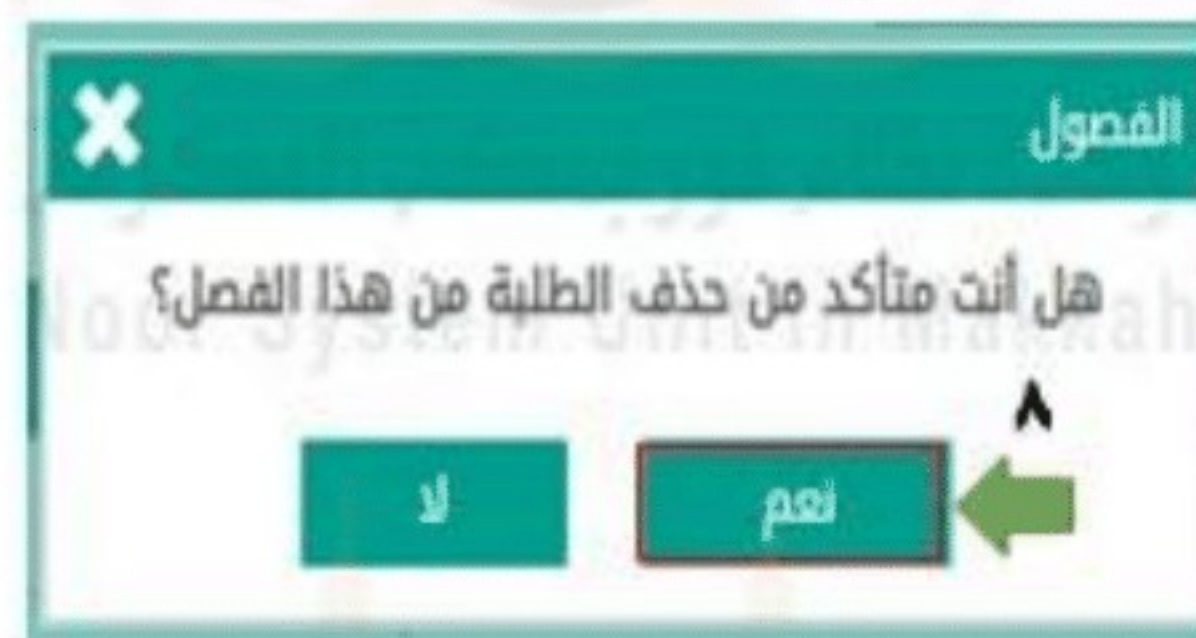 الفصول
هل أنت متأكد من حذف الطلبة من هذا الفصل؟
٨
نعم
لا